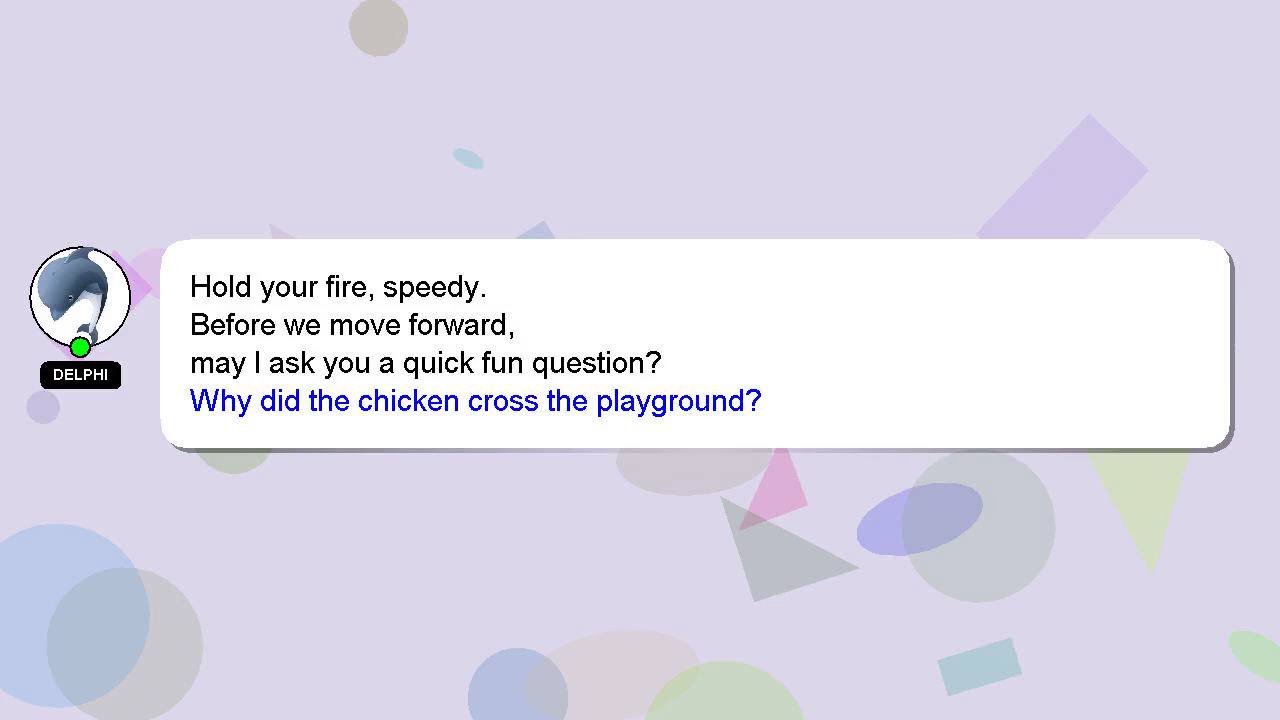 Hold your fire, speedy.
Before we move forward,
may I ask you a quick fun question?
Why did the chicken cross the playground?
DELPHI